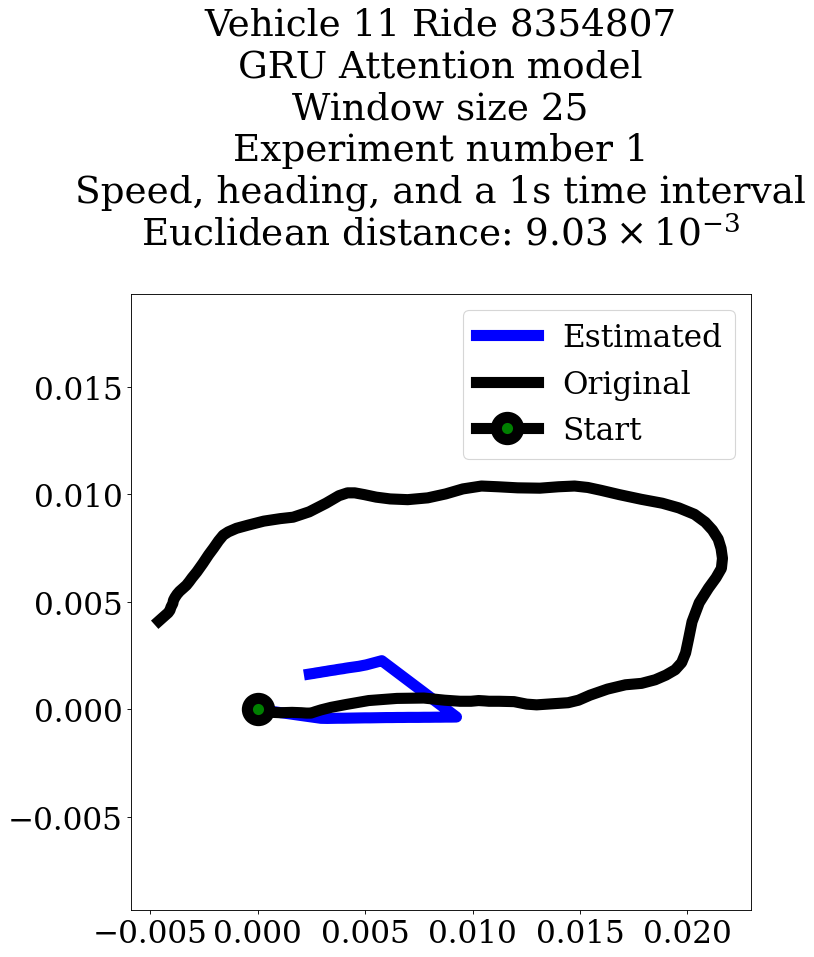 Vehicle 11 Ride 8354807
GRU Attention model
Window size 25
Experiment number 1
Speed, heading, and a 1s time interval
Euclidean distance: 9.03 × 10⁻³
Estimated
Original
Start
0.015
0.010
0.005
0.000
−0.005
−0.005 0.000 0.005 0.010 0.015 0.020